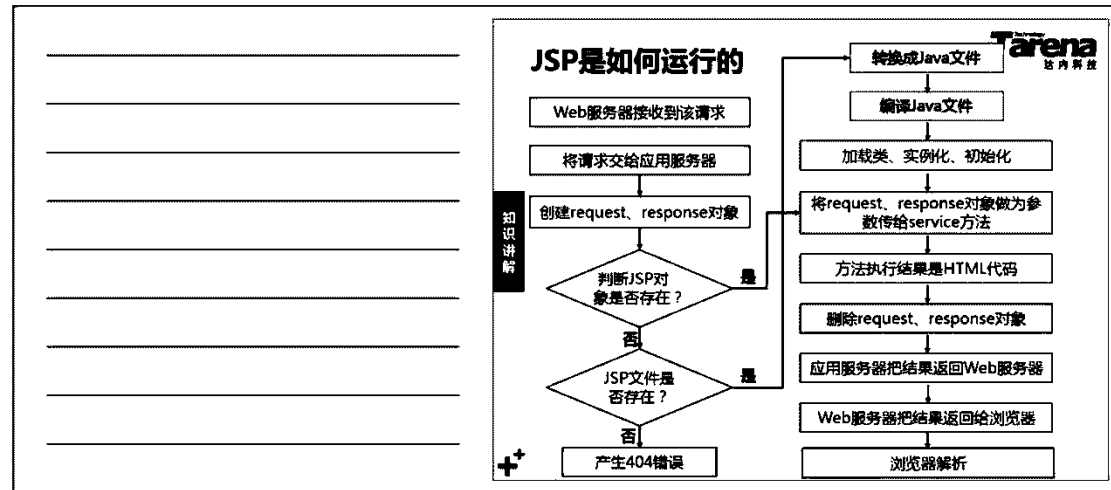 JSP是如何运行的
Technology
Tarena
达内科技
知识讲解
Web服务器接收到该请求
将请求交给应用服务器
创建request、response对象
判断JSP对
象是否存在？
是
否
JSP文件是
否存在？
是
否
产生404错误
转换成Java文件
编译Java文件
加载类、实例化、初始化
将request、response对象做为参
数传给service方法
方法执行结果是HTML代码
删除request、response对象
应用服务器把结果返回Web服务器
Web服务器把结果返回给浏览器
浏览器解析